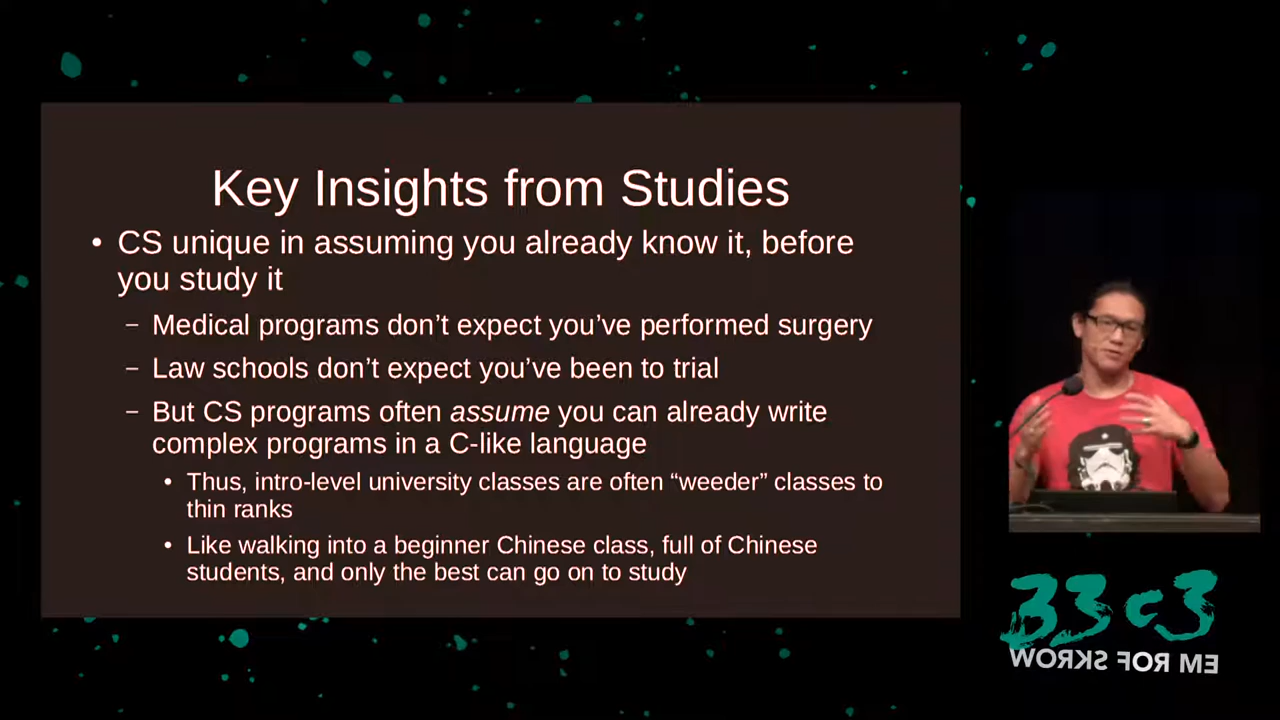 Key Insights from Studies
• CS unique in assuming you already know it, before
you study it
– Medical programs don’t expect you’ve performed surgery
– Law schools don’t expect you’ve been to trial
– But CS programs often assume you can already write
complex programs in a C-like language
• Thus, intro-level university classes are often “weeder” classes to
thin ranks
• Like walking into a beginner Chinese class, full of Chinese
students, and only the best can go on to study
33c3
WORKS FOR ME